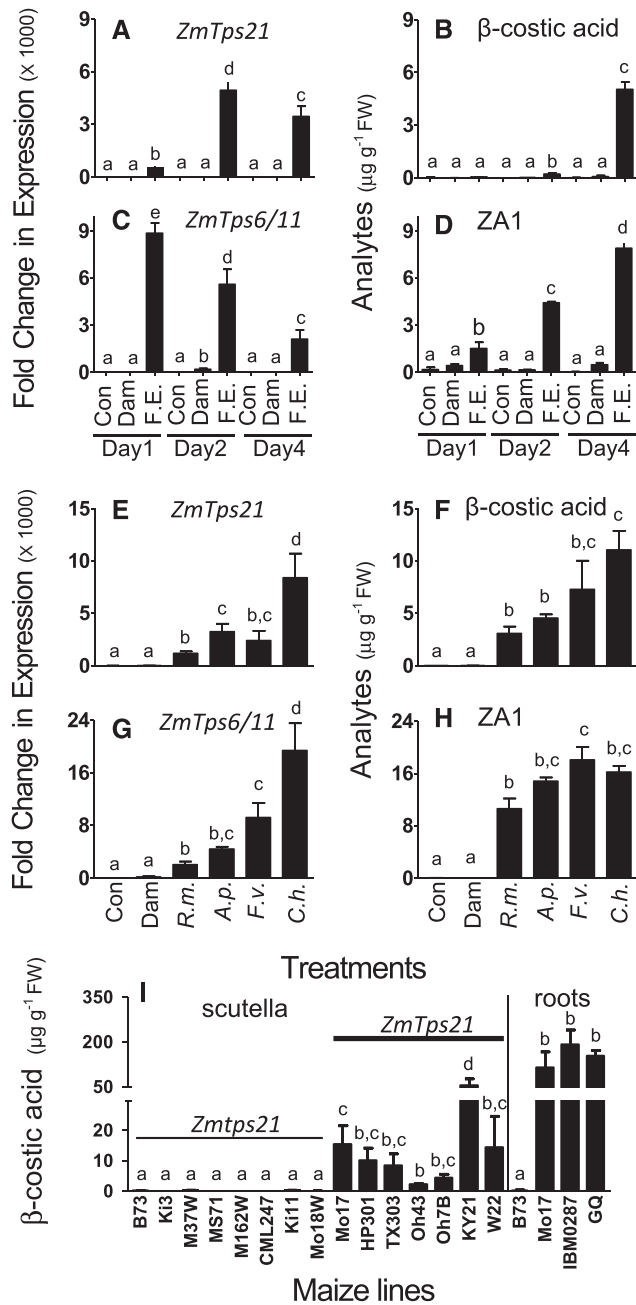 A ZmTps21
B β-costic acid
Fold Change in Expression (x 1000)
Analytes (µg g-1 FW)
9
6
3
0
a a b a a d a a c
9
6
3
0
a a a a a b a a c
C ZmTps6/11
D ZA1
9
6
3
0
a a e a b d a a c
9
6
3
0
a a b a a c a a d
Con Dam F.E. Con Dam F.E. Con Dam F.E.
Day1 Day2 Day4
Con Dam F.E. Con Dam F.E. Con Dam F.E.
Day1 Day2 Day4
E ZmTps21
F β-costic acid
Fold Change in Expression (x 1000)
Analytes (µg g-1 FW)
15
10
5
0
a a b c b,c d
15
10
5
0
a a b b b,c c
G ZmTps6/11
H ZA1
24
16
8
0
a a b b,c c d
24
16
8
0
a a b b,c c b,c
Con Dam R.m. A.p. F.v. C.h.
Con Dam R.m. A.p. F.v. C.h.
Treatments
I scutella ZmTps21 roots
β-costic acid (µg g-1 FW)
350
200
50
20
10
0
Zmtps21
a a a a a a a a c b,c b,c b b,c d b,c a b b b
B73 Ki3 M37W MS71 M162W CML247 Ki11 Mo18W Mo17 HP301 TX303 Oh43 Oh7B KY21 W22 B73 Mo17 IBM0287 GQ
Maize lines